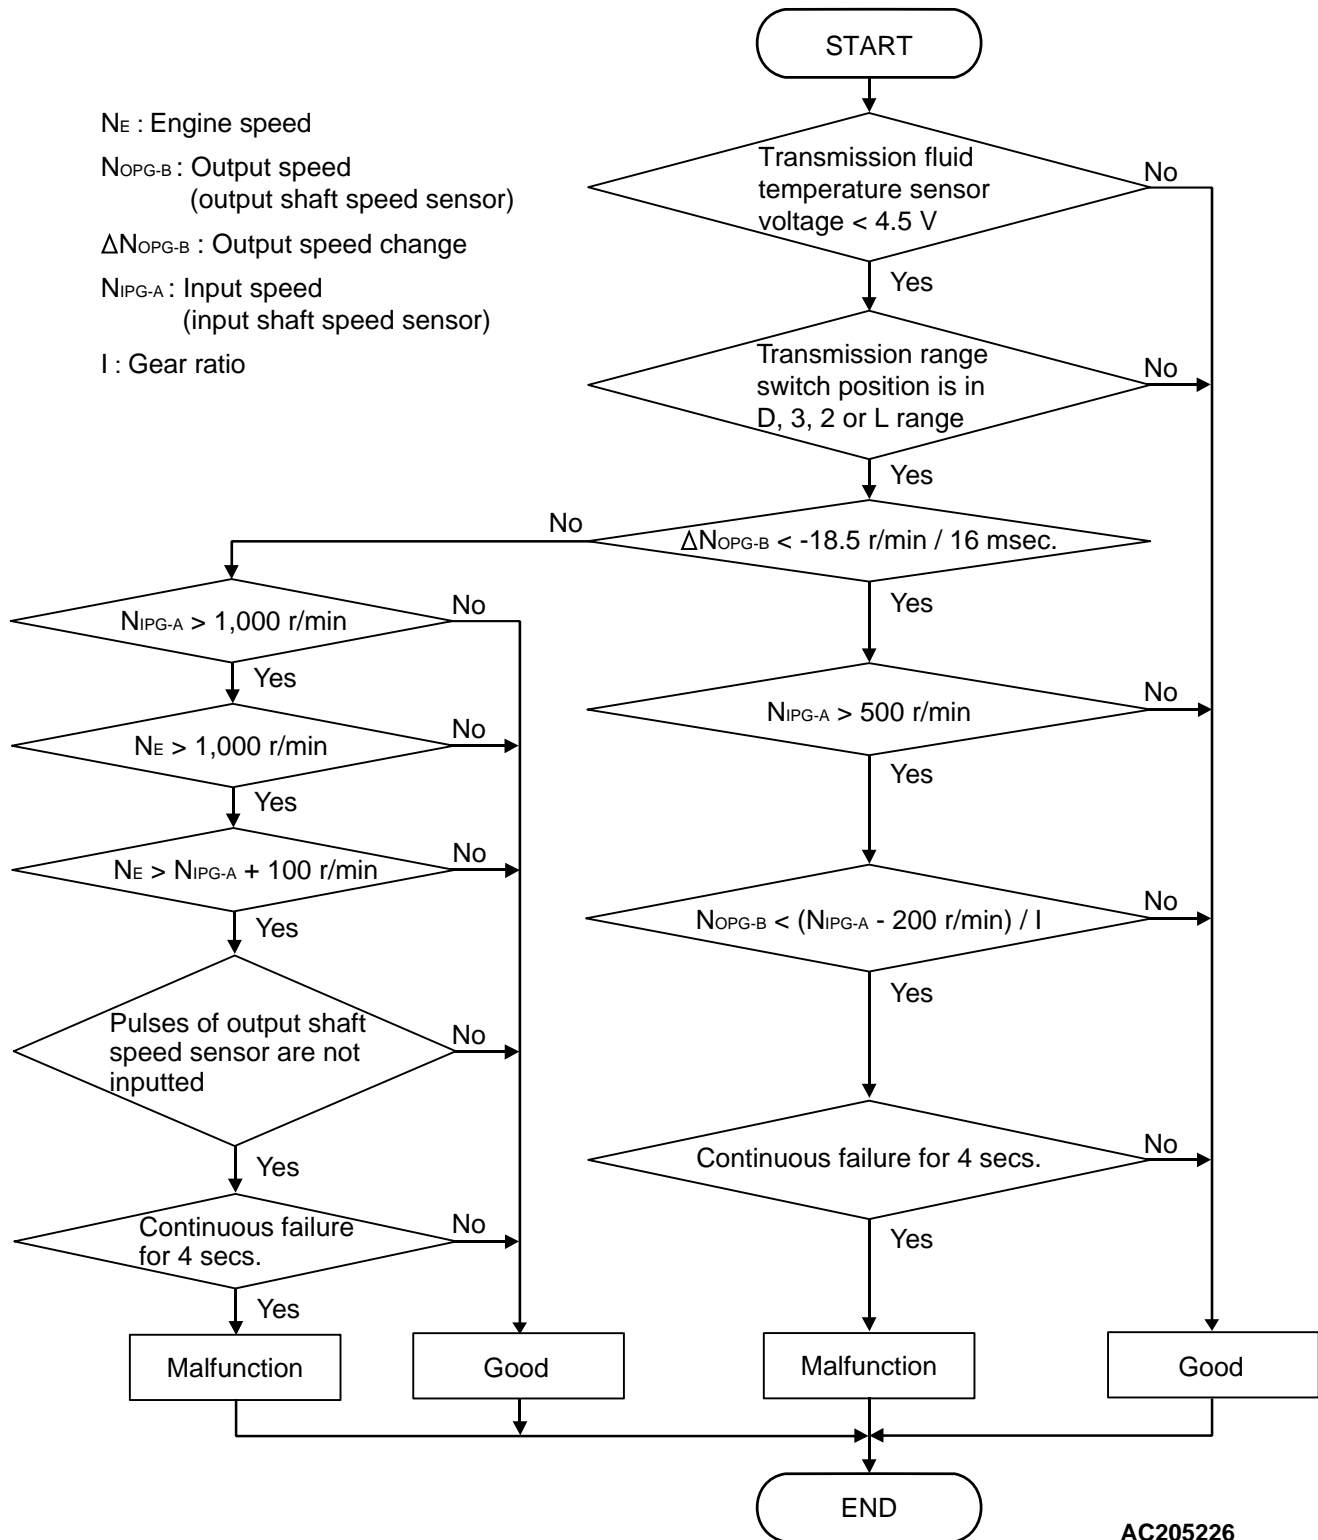 START
NE : Engine speed
NOPG-B : Output speed
(output shaft speed sensor)
ΔNOPG-B : Output speed change
NIPG-A : Input speed
(input shaft speed sensor)
I : Gear ratio
Transmission fluid
temperature sensor
voltage < 4.5 V
No
Yes
Transmission range
switch position is in
D, 3, 2 or L range
No
Yes
ΔNOPG-B < -18.5 r/min / 16 msec.
No
Yes
NIPG-A > 1,000 r/min
No
Yes
NE > 1,000 r/min
No
Yes
NE > NIPG-A + 100 r/min
No
Yes
Pulses of output shaft
speed sensor are not
inputted
No
Yes
Continuous failure
for 4 secs.
No
Yes
Malfunction
Good
NIPG-A > 500 r/min
No
Yes
NOPG-B < (NIPG-A - 200 r/min) / I
No
Yes
Continuous failure for 4 secs.
No
Yes
Malfunction
Good
END
AC205226